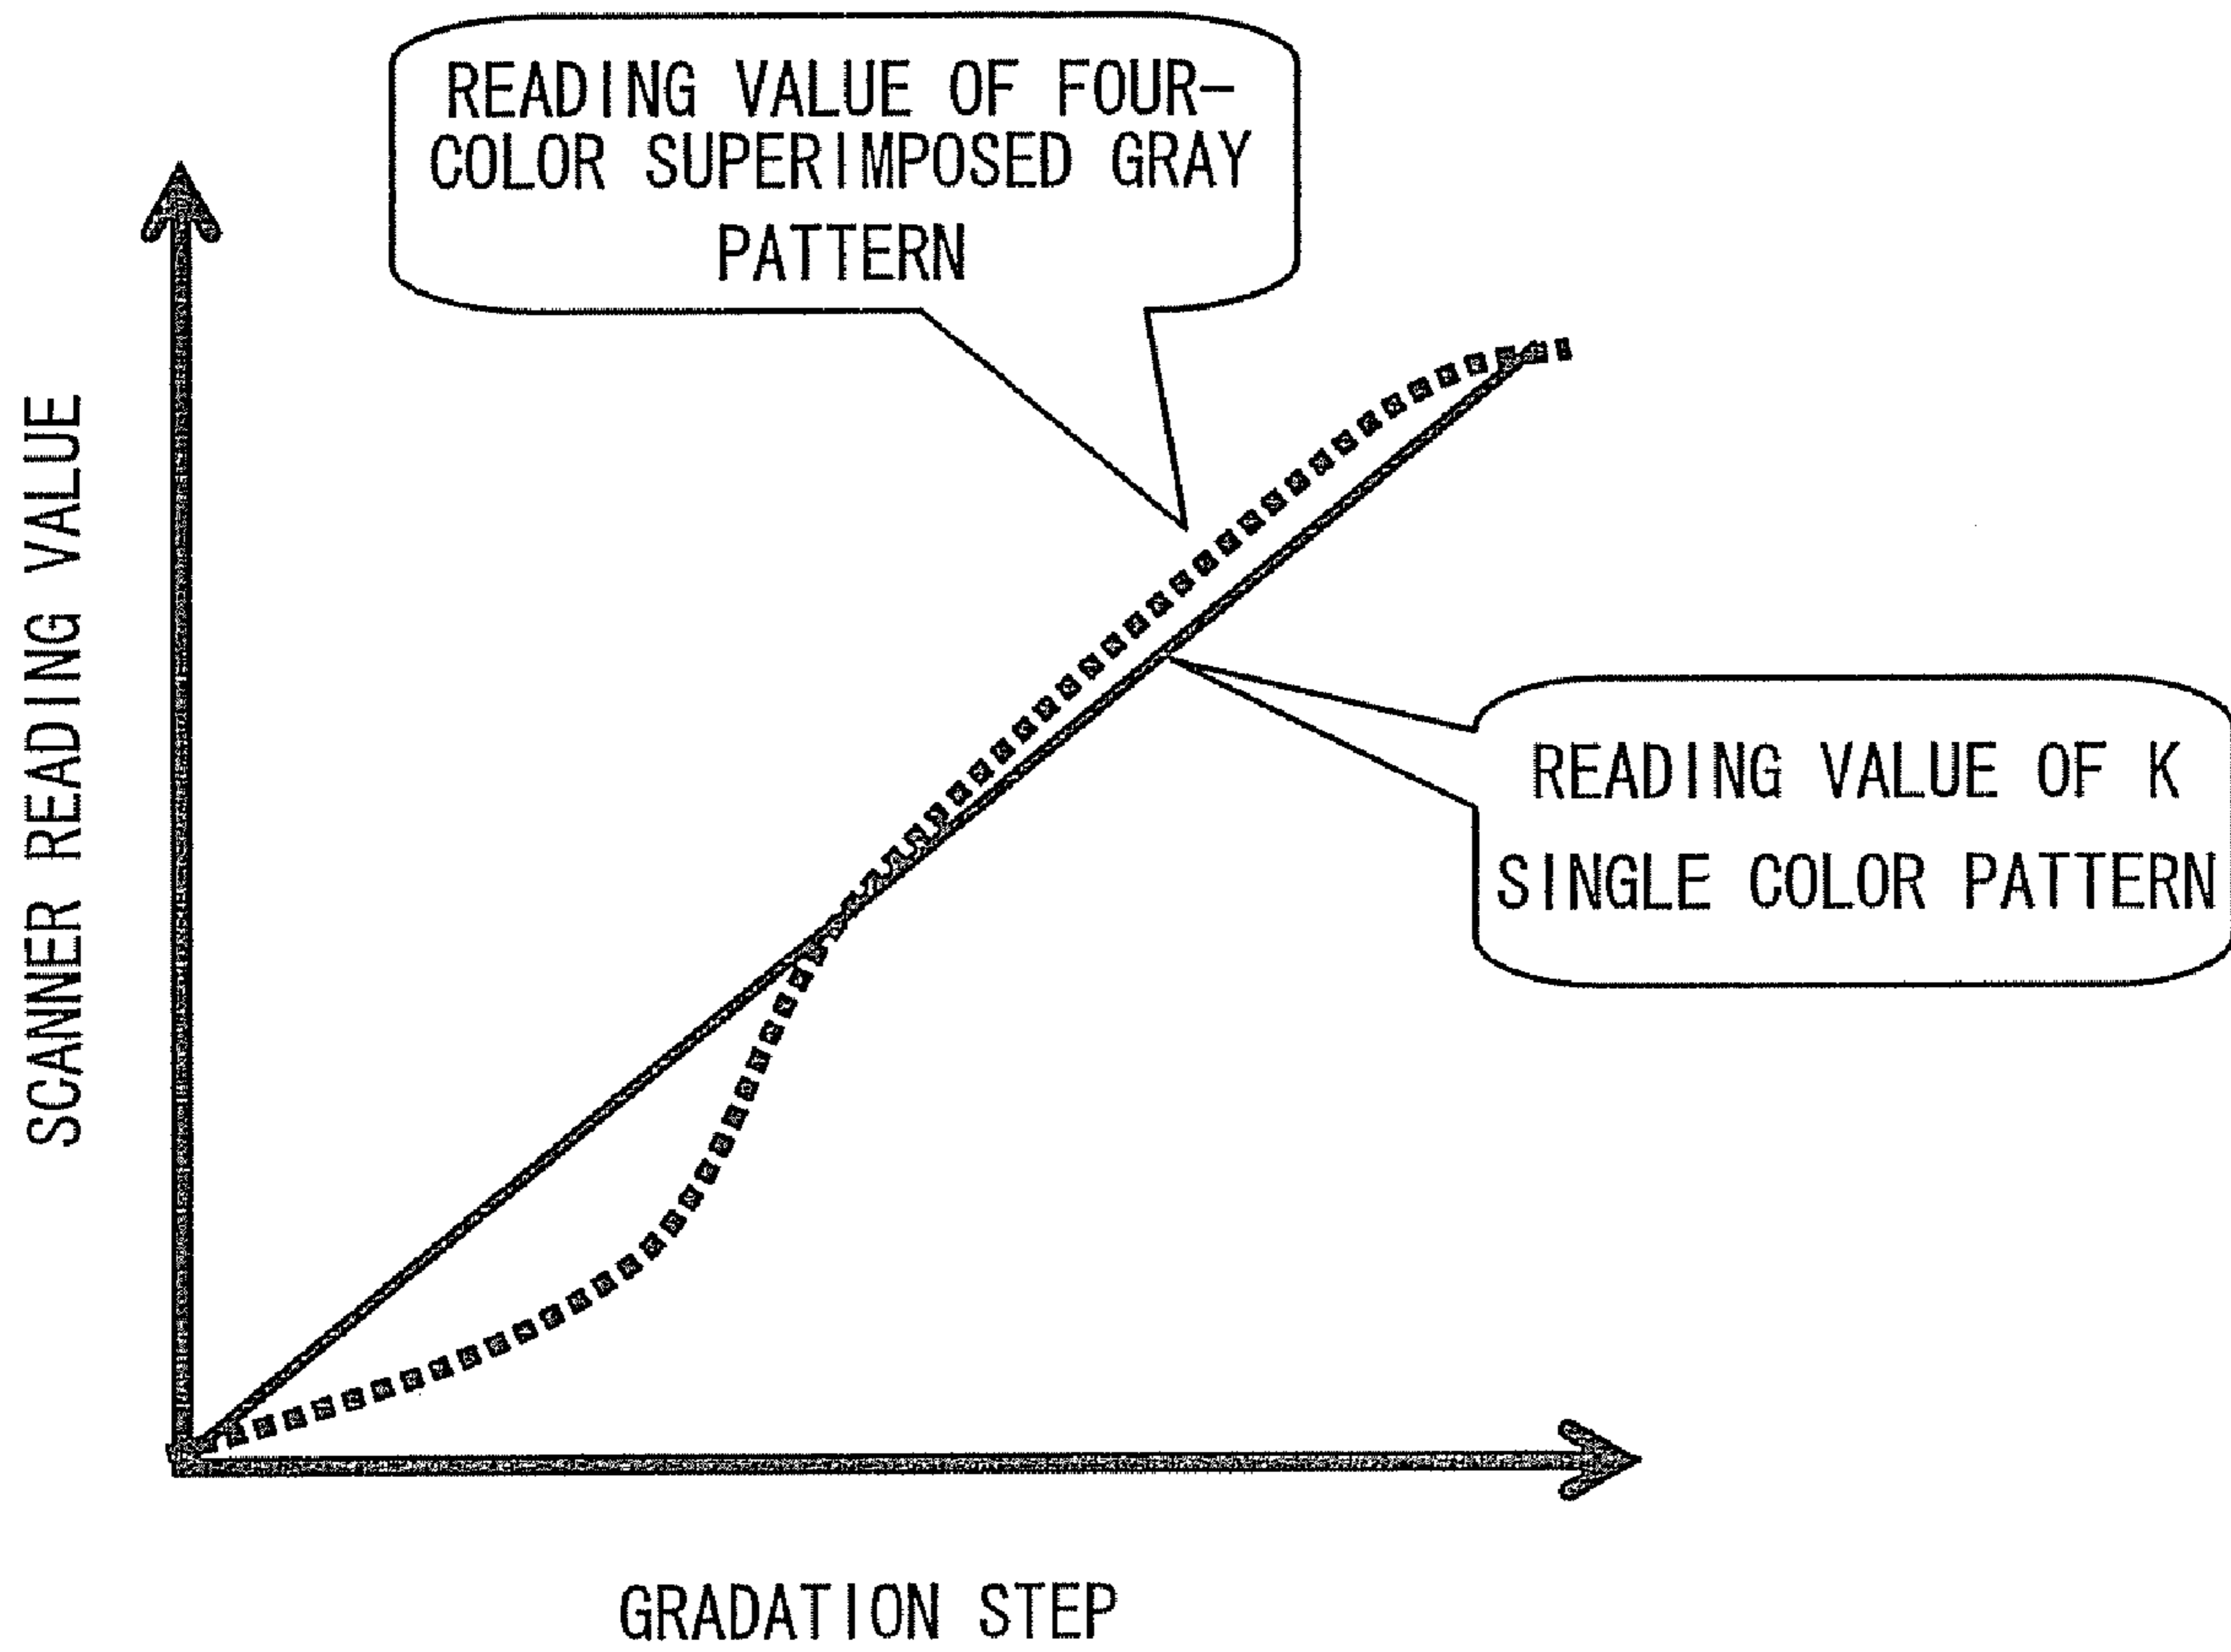 READING VALUE OF FOUR-
COLOR SUPERIMPOSED GRAY
PATTERN
SCANNER READING VALUE
READING VALUE OF K
SINGLE COLOR PATTERN
GRADATION STEP